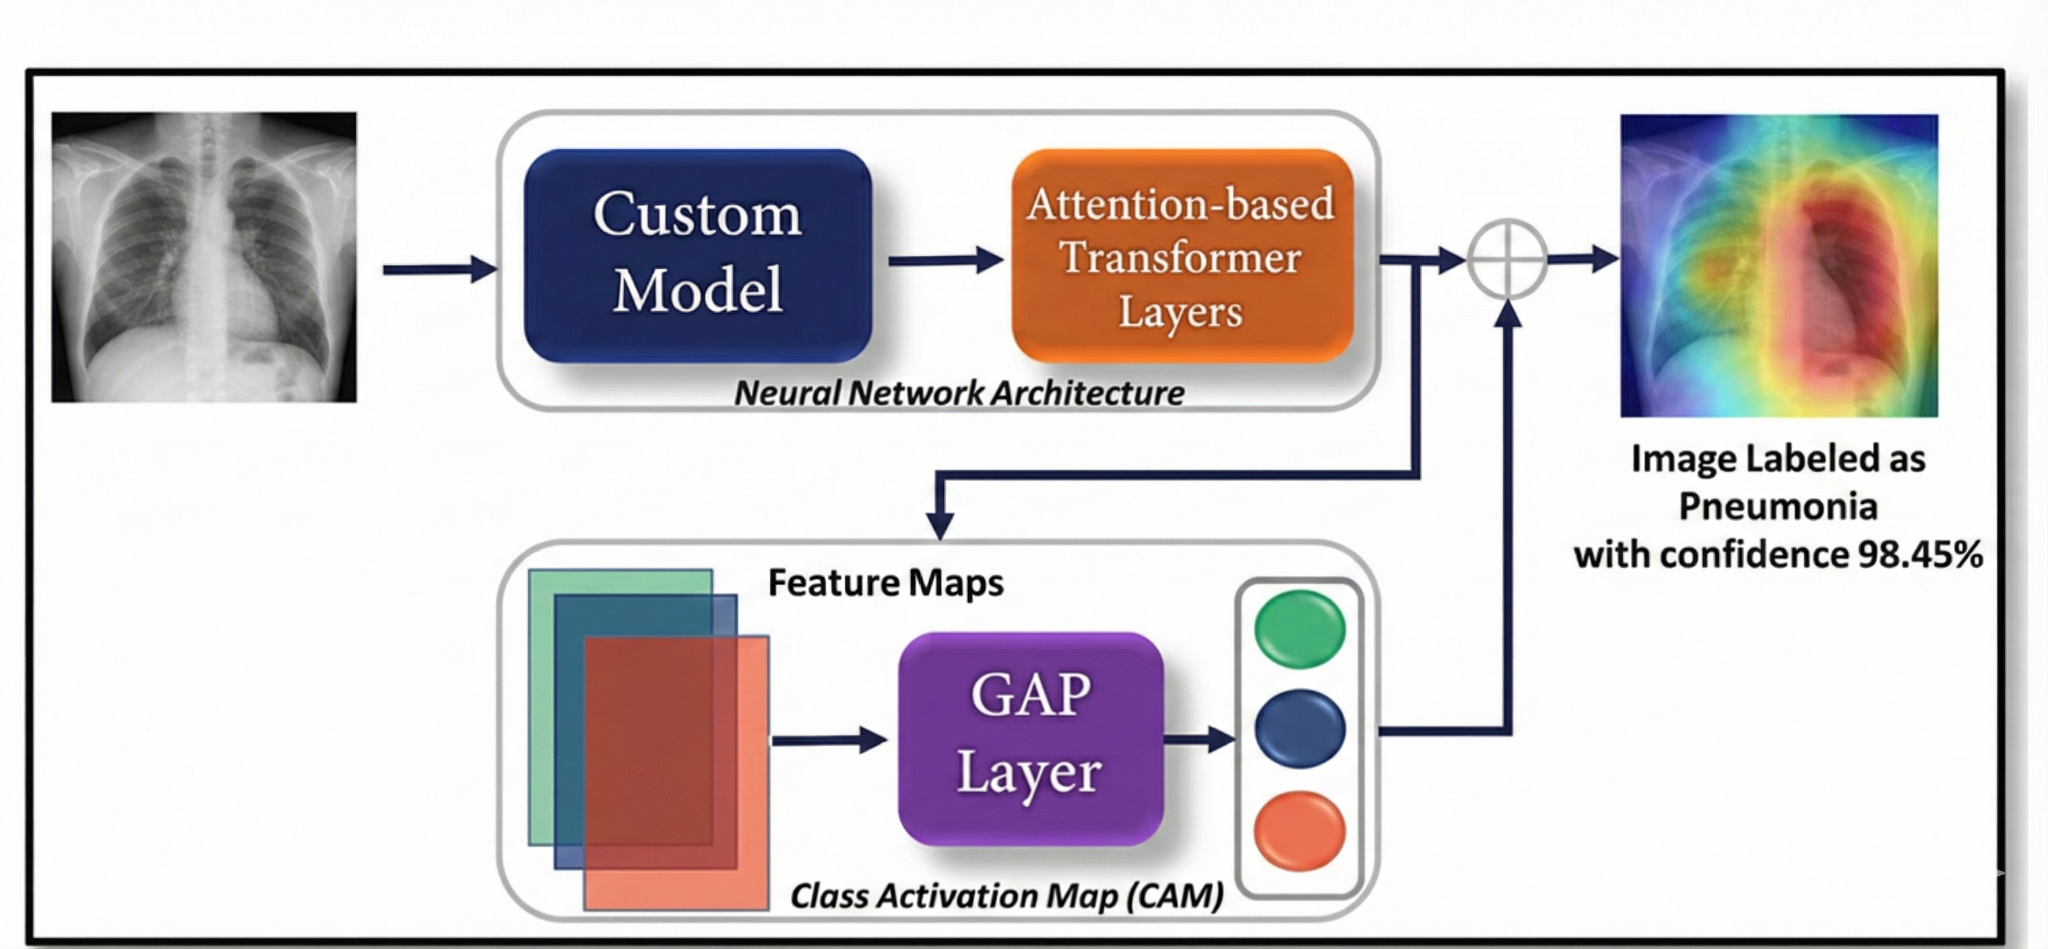 Custom
Model
Attention-based
Transformer
Layers
Neural Network Architecture
Image Labeled as
Pneumonia
with confidence 98.45%
Feature Maps
GAP
Layer
Class Activation Map (CAM)